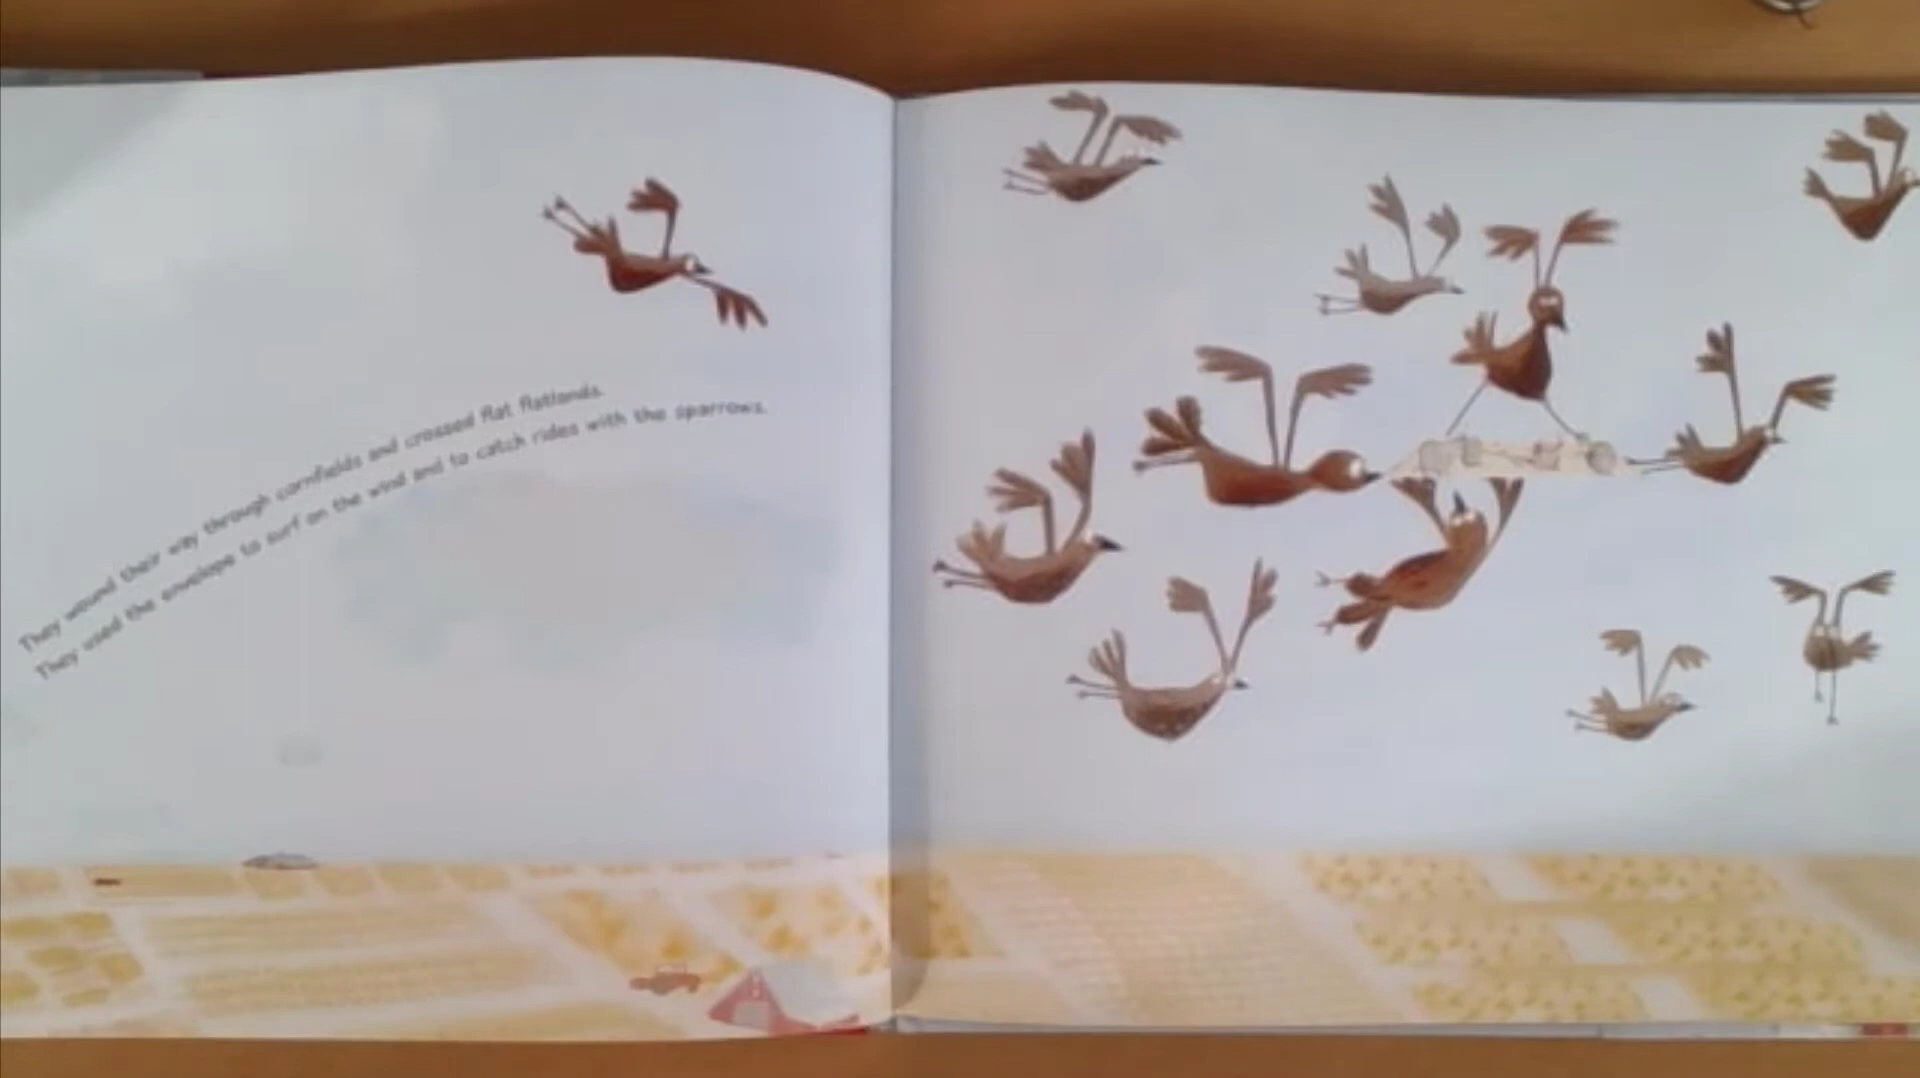 They wound their way through cornfields and crossed flat flatlands.
They used the envelope to surf on the wind and to catch rides with the sparrows.